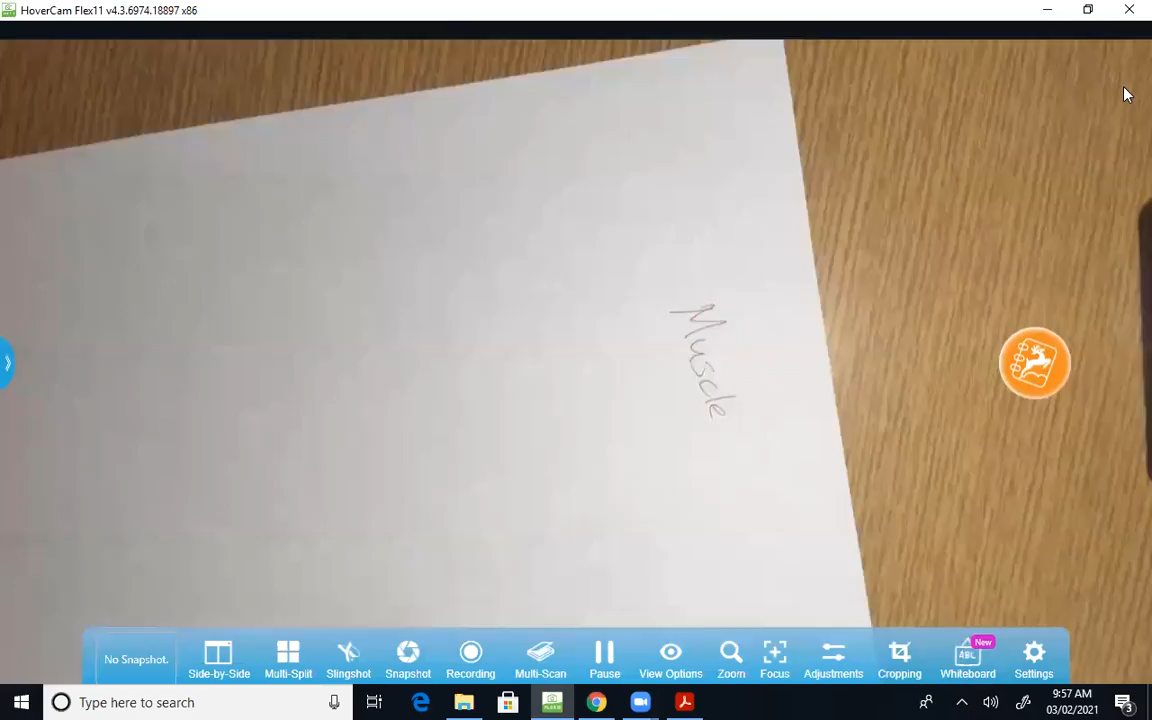 HoverCam Flex11 v4.3.6974.18897 x86
Muscle
No Snapshot.
Side-by-Side
Multi-Split
Slingshot
Snapshot
Recording
Multi-Scan
Pause
View Options
Zoom
Focus
Adjustments
Cropping
New
ABC
Whiteboard
Settings
Type here to search
9:57 AM
03/02/2021
3